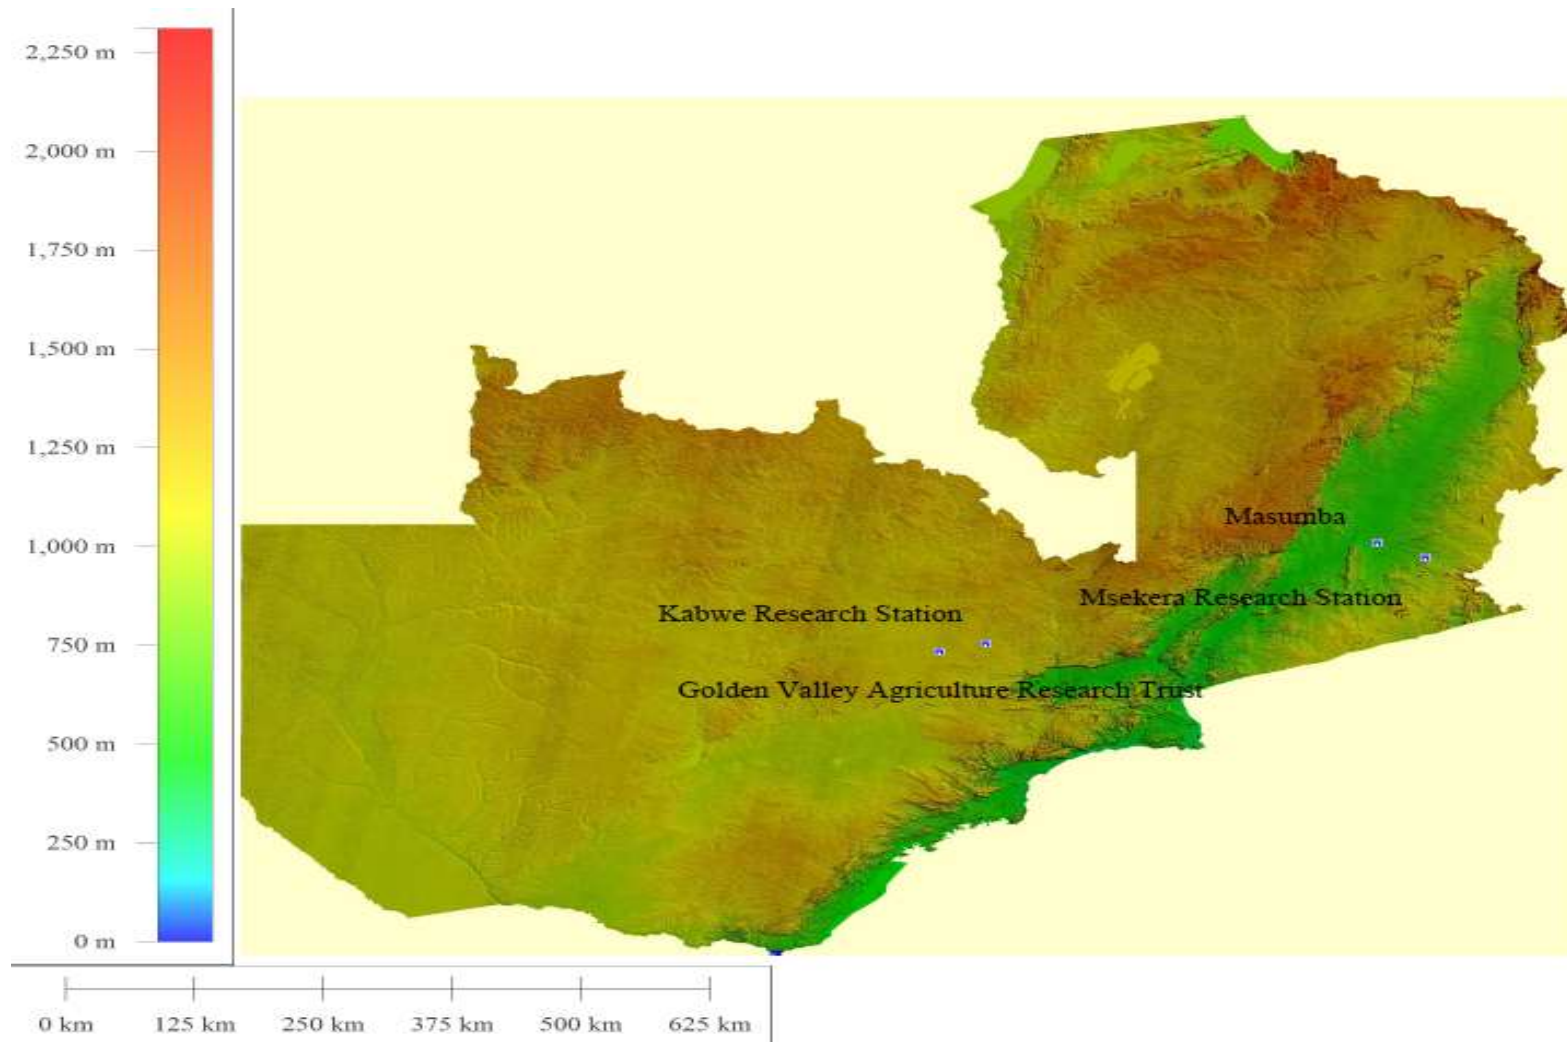 2,250 m
2,000 m
1,750 m
1,500 m
1,250 m
1,000 m
750 m
500 m
250 m
0 m
Masumba
Msekera Research Station
Kabwe Research Station
Golden Valley Agriculture Research Trust
0 km 125 km 250 km 375 km 500 km 625 km